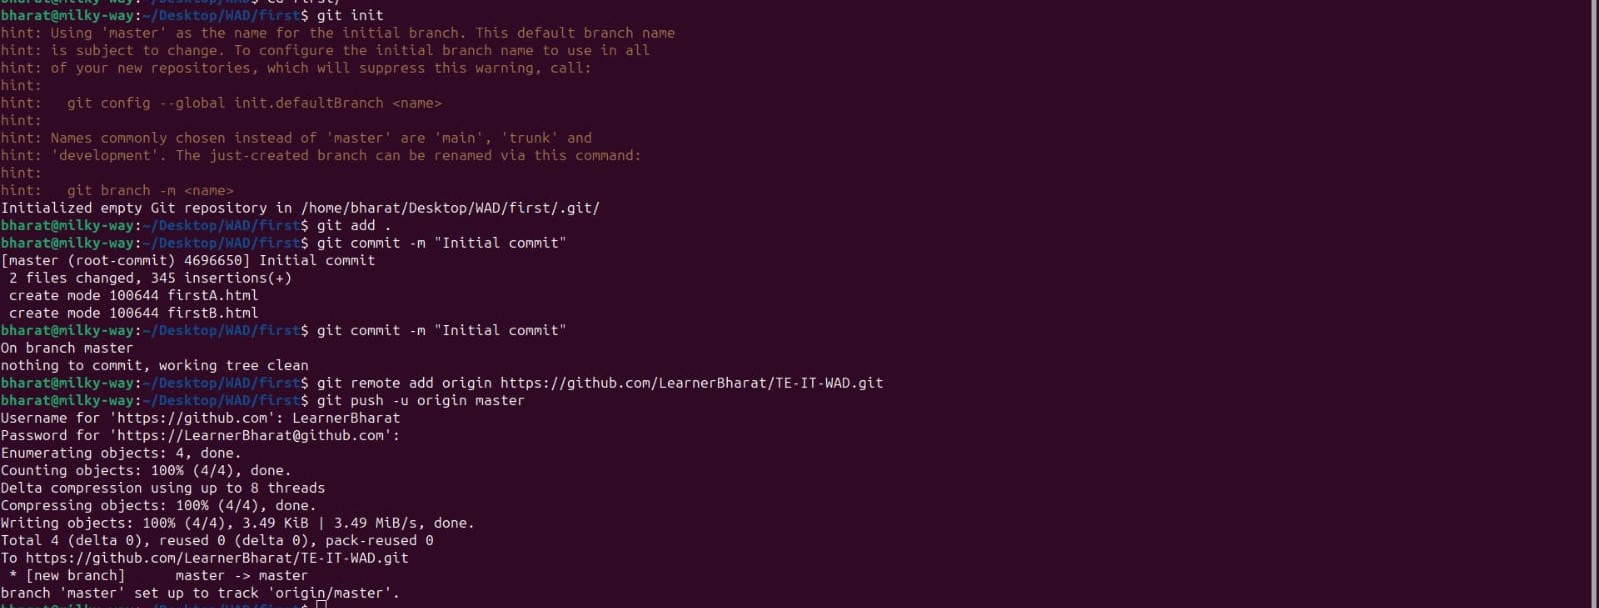 bharat@milky-way:~/Desktop/WAD$ cd first/
bharat@milky-way:~/Desktop/WAD/first$ git init
hint: Using 'master' as the name for the initial branch. This default branch name
hint: is subject to change. To configure the initial branch name to use in all
hint: of your new repositories, which will suppress this warning, call:
hint:
hint:   git config --global init.defaultBranch <name>
hint:
hint: Names commonly chosen instead of 'master' are 'main', 'trunk' and
hint: 'development'. The just-created branch can be renamed via this command:
hint:
hint:   git branch -m <name>
Initialized empty Git repository in /home/bharat/Desktop/WAD/first/.git/
bharat@milky-way:~/Desktop/WAD/first$ git add .
bharat@milky-way:~/Desktop/WAD/first$ git commit -m "Initial commit"
[master (root-commit) 4696650] Initial commit
 2 files changed, 345 insertions(+)
 create mode 100644 firstA.html
 create mode 100644 firstB.html
bharat@milky-way:~/Desktop/WAD/first$ git commit -m "Initial commit"
On branch master
nothing to commit, working tree clean
bharat@milky-way:~/Desktop/WAD/first$ git remote add origin https://github.com/LearnerBharat/TE-IT-WAD.git
bharat@milky-way:~/Desktop/WAD/first$ git push -u origin master
Username for 'https://github.com': LearnerBharat
Password for 'https://LearnerBharat@github.com':
Enumerating objects: 4, done.
Counting objects: 100% (4/4), done.
Delta compression using up to 8 threads
Compressing objects: 100% (4/4), done.
Writing objects: 100% (4/4), 3.49 KiB | 3.49 MiB/s, done.
Total 4 (delta 0), reused 0 (delta 0), pack-reused 0
To https://github.com/LearnerBharat/TE-IT-WAD.git
 * [new branch]      master -> master
branch 'master' set up to track 'origin/master'.
bharat@milky-way:~/Desktop/WAD/first$